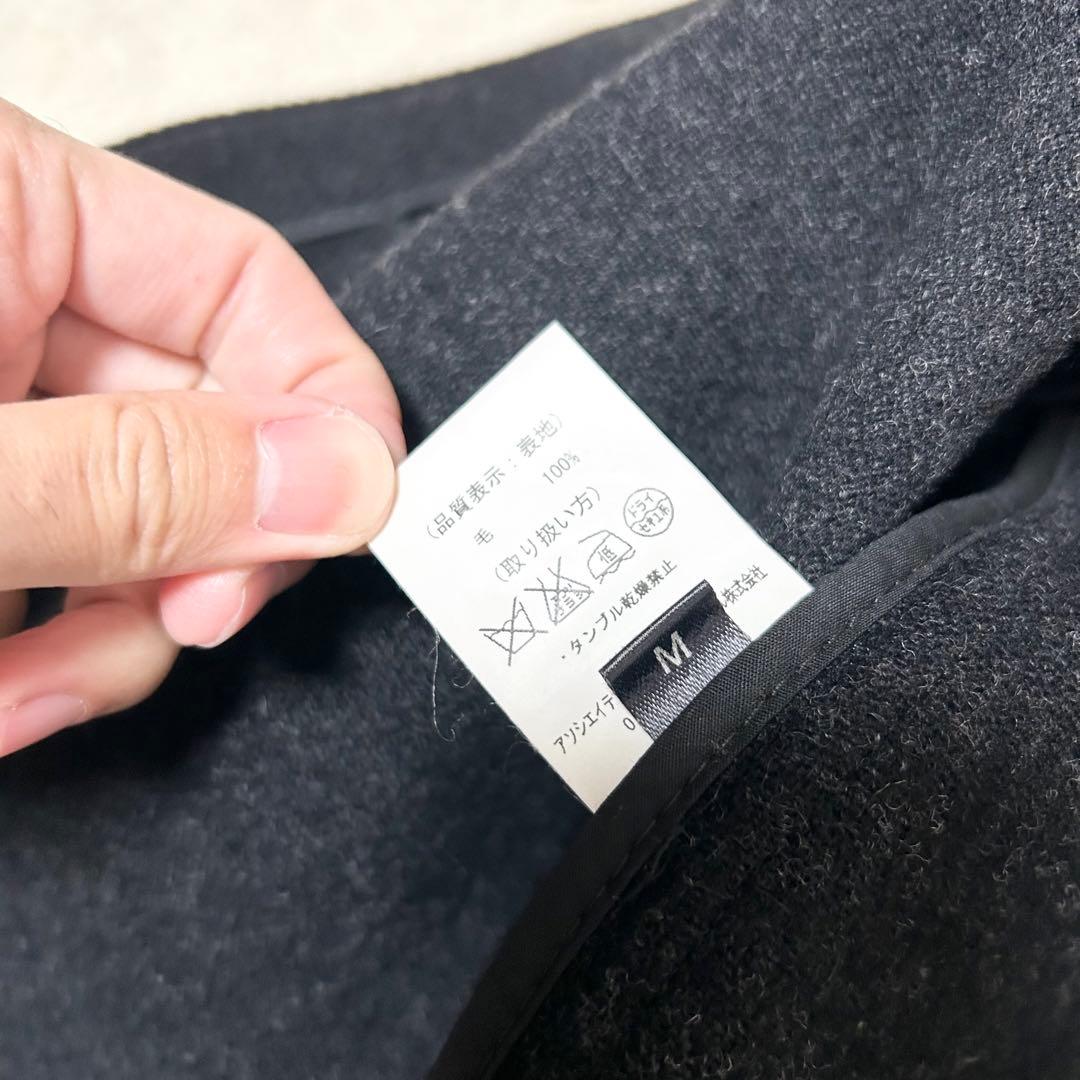 (品質表示:表地)
毛 100%
(取り扱い方)
低
ドライ
セキユ系
・タンブル乾燥禁止
M
アソシエイテ
株式会社
0